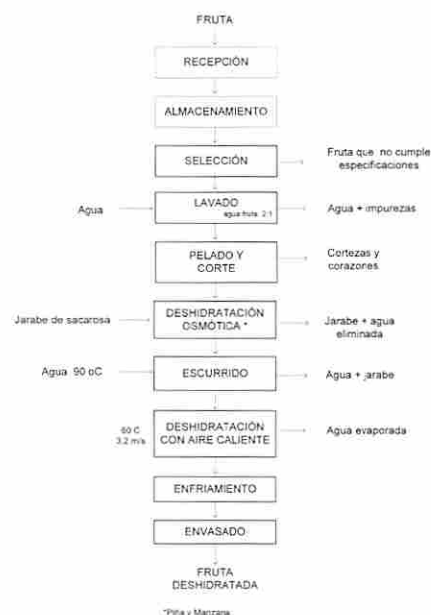 FRUTA
RECEPCIÓN
ALMACENAMIENTO
SELECCIÓN
Fruta que no cumple
especificaciones
Agua
LAVADO
agua fruta 2:1
Agua + impurezas
PELADO Y
CORTE
Cortezas y
corazones
Jarabe de sacarosa
DESHIDRATACIÓN
OSMÓTICA *
Jarabe + agua
eliminada
Agua 90 oC
ESCURRIDO
Agua + jarabe
60 C
3.2 m/s
DESHIDRATACIÓN
CON AIRE CALIENTE
Agua evaporada
ENFRIAMIENTO
ENVASADO
FRUTA
DESHIDRATADA
*Piña y Manzana